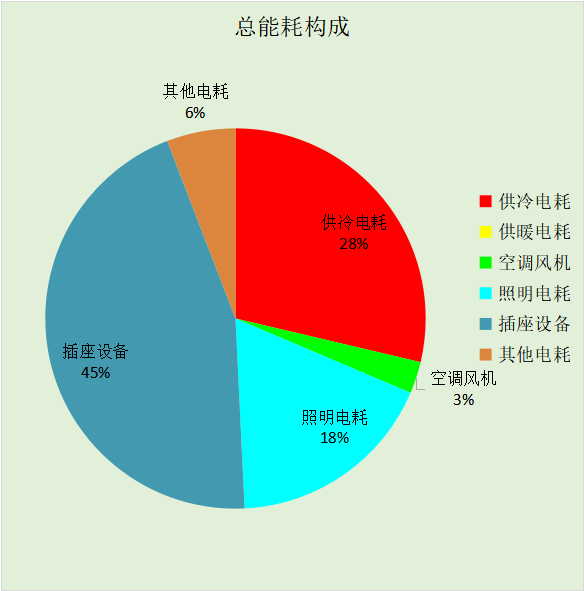 总能耗构成
其他电耗
6%
供冷电耗
28%
插座设备
45%
空调风机
3%
照明电耗
18%
供冷电耗
供暖电耗
空调风机
照明电耗
插座设备
其他电耗